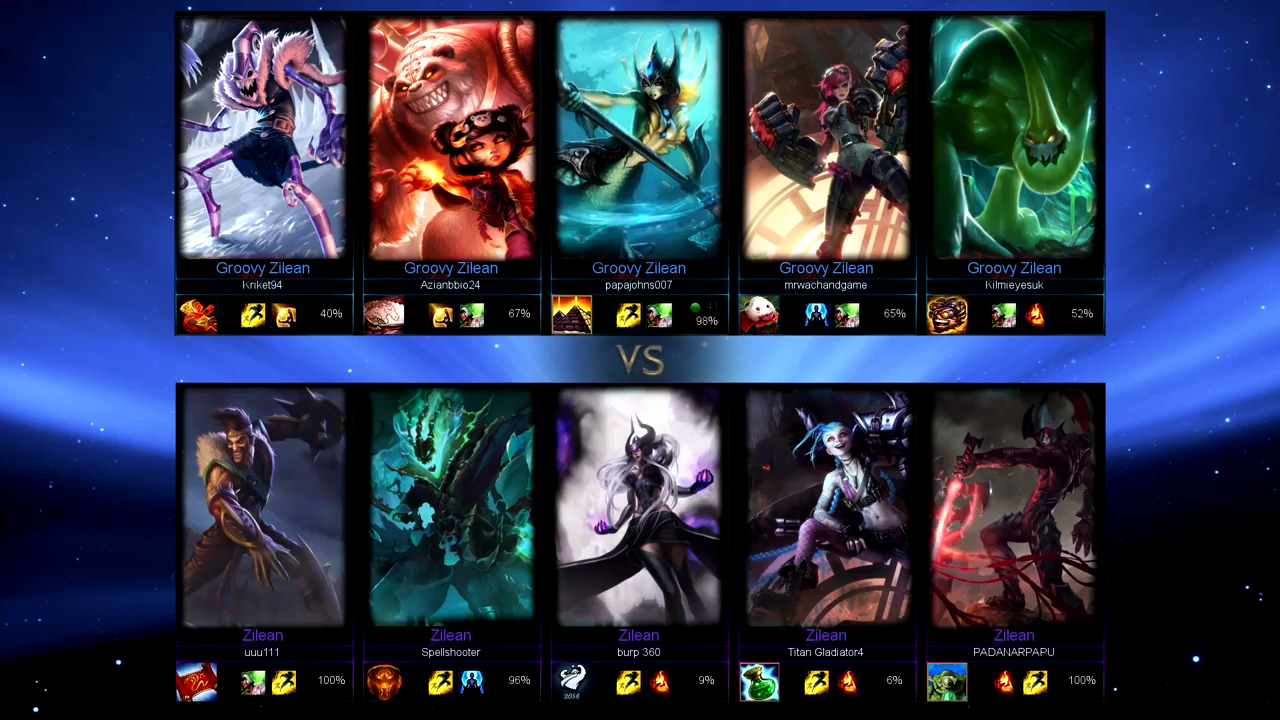 Groovy Zilean Groovy Zilean Groovy Zilean Groovy Zilean Groovy Zilean
Kriket94 Azianbbio24 papajohns007 mrwachandgame Kilmieyesuk
40% 67% 41 98% 65% 52%
VS
Zilean Zilean Zilean Zilean Zilean
uuu111 Spellshooter burp 360 Titan Gladiator4 PADANARPAPU
2014
100% 96% 9% 6% 100%